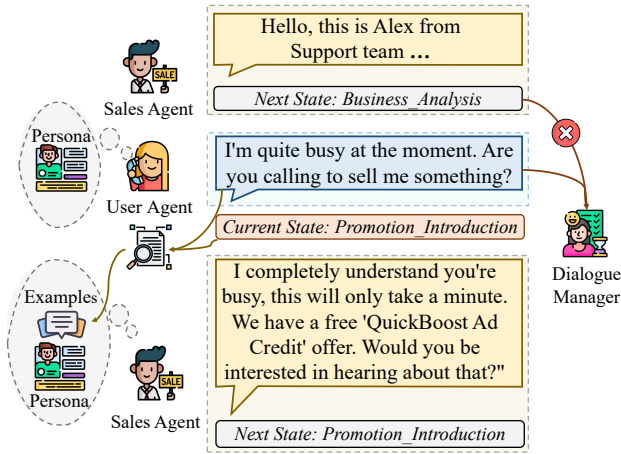 Hello, this is Alex from
Support team ...
SALE
Sales Agent
Next State: Business_Analysis
Persona
I'm quite busy at the moment. Are
you calling to sell me something?
User Agent
Current State: Promotion_Introduction
Dialogue
Manager
I completely understand you're
busy, this will only take a minute.
We have a free 'QuickBoost Ad
Credit' offer. Would you be
interested in hearing about that?"
Examples
SALE
Persona
Sales Agent
Next State: Promotion_Introduction